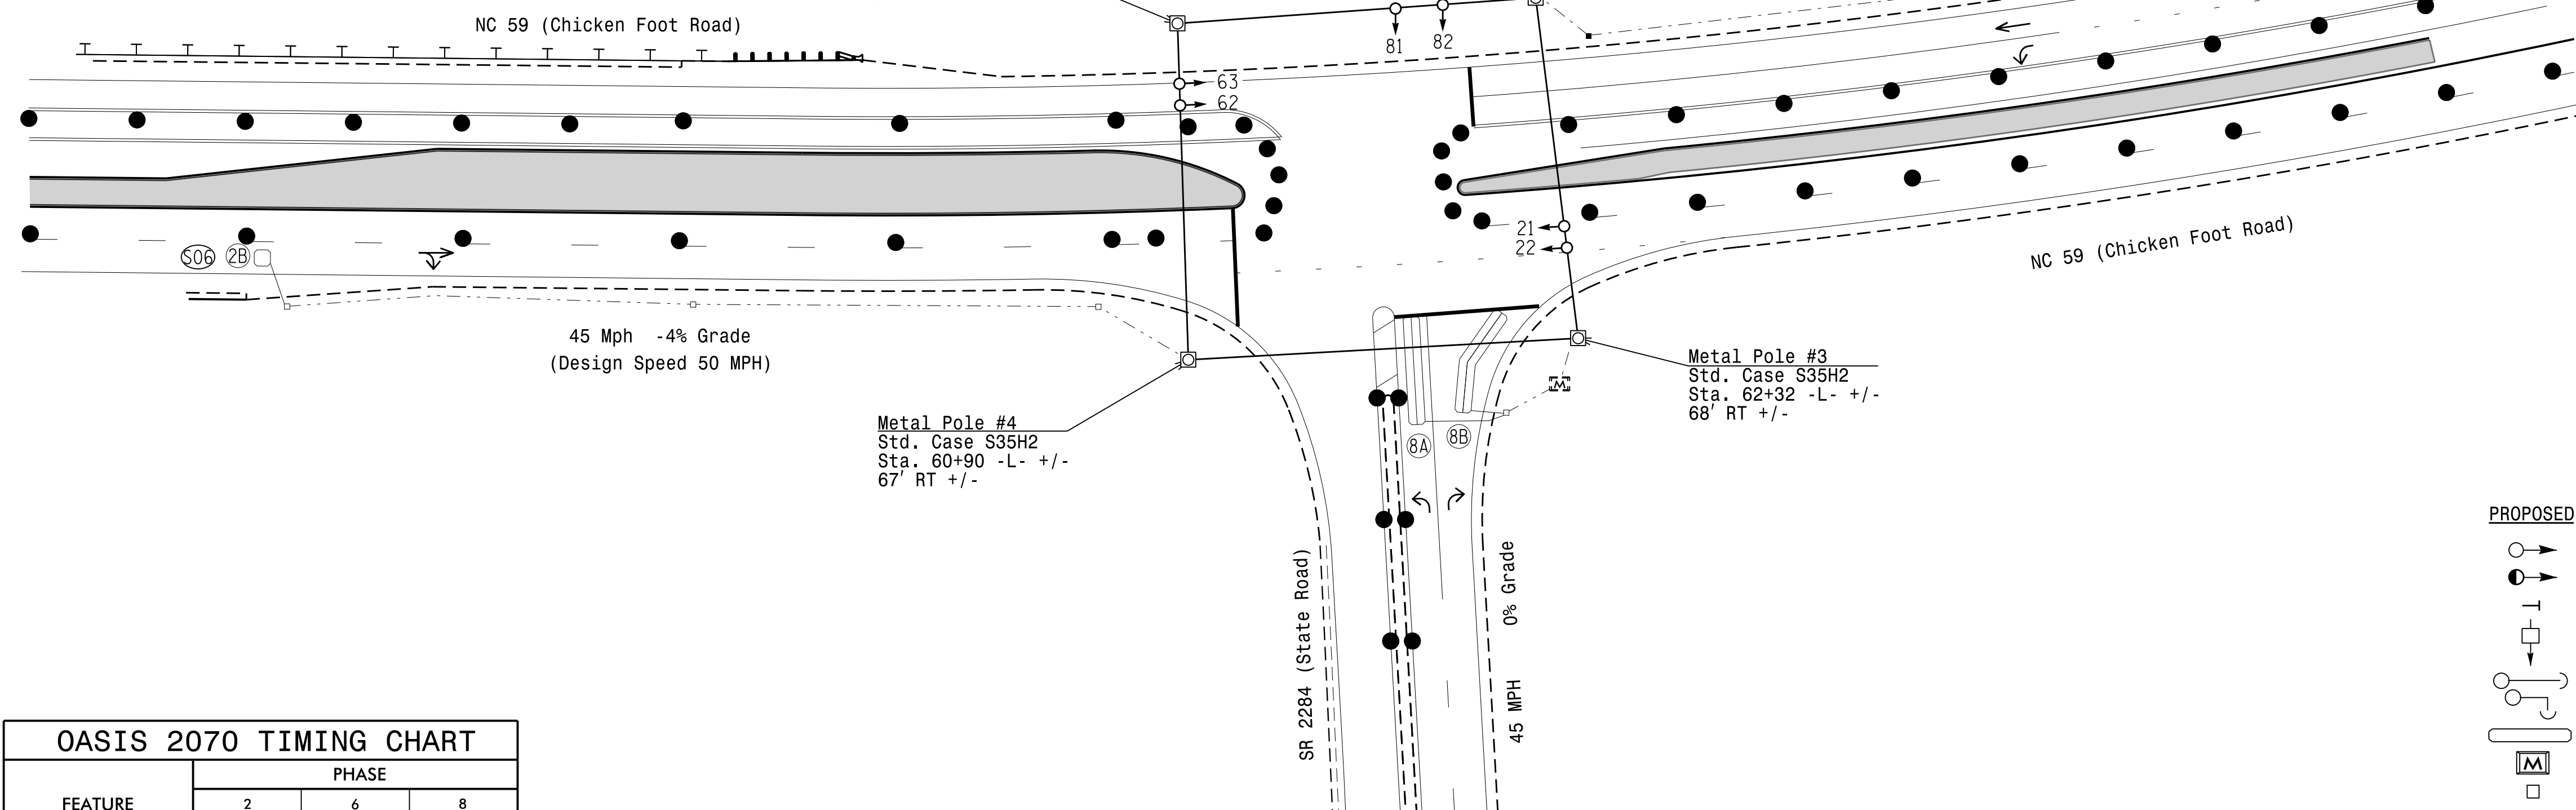 NC 59 (Chicken Foot Road)
81
82
63
62
21
22
S06
2B
NC 59 (Chicken Foot Road)
45 Mph -4% Grade
(Design Speed 50 MPH)
Metal Pole #3
Std. Case S35H2
Sta. 62+32 -L- +/-
68' RT +/-
Metal Pole #4
Std. Case S35H2
Sta. 60+90 -L- +/-
67' RT +/-
8A
8B
M
SR 2284 (State Road)
45 MPH 0% Grade
PROPOSED
M
OASIS 2070 TIMING CHART
PHASE
FEATURE
2
6
8